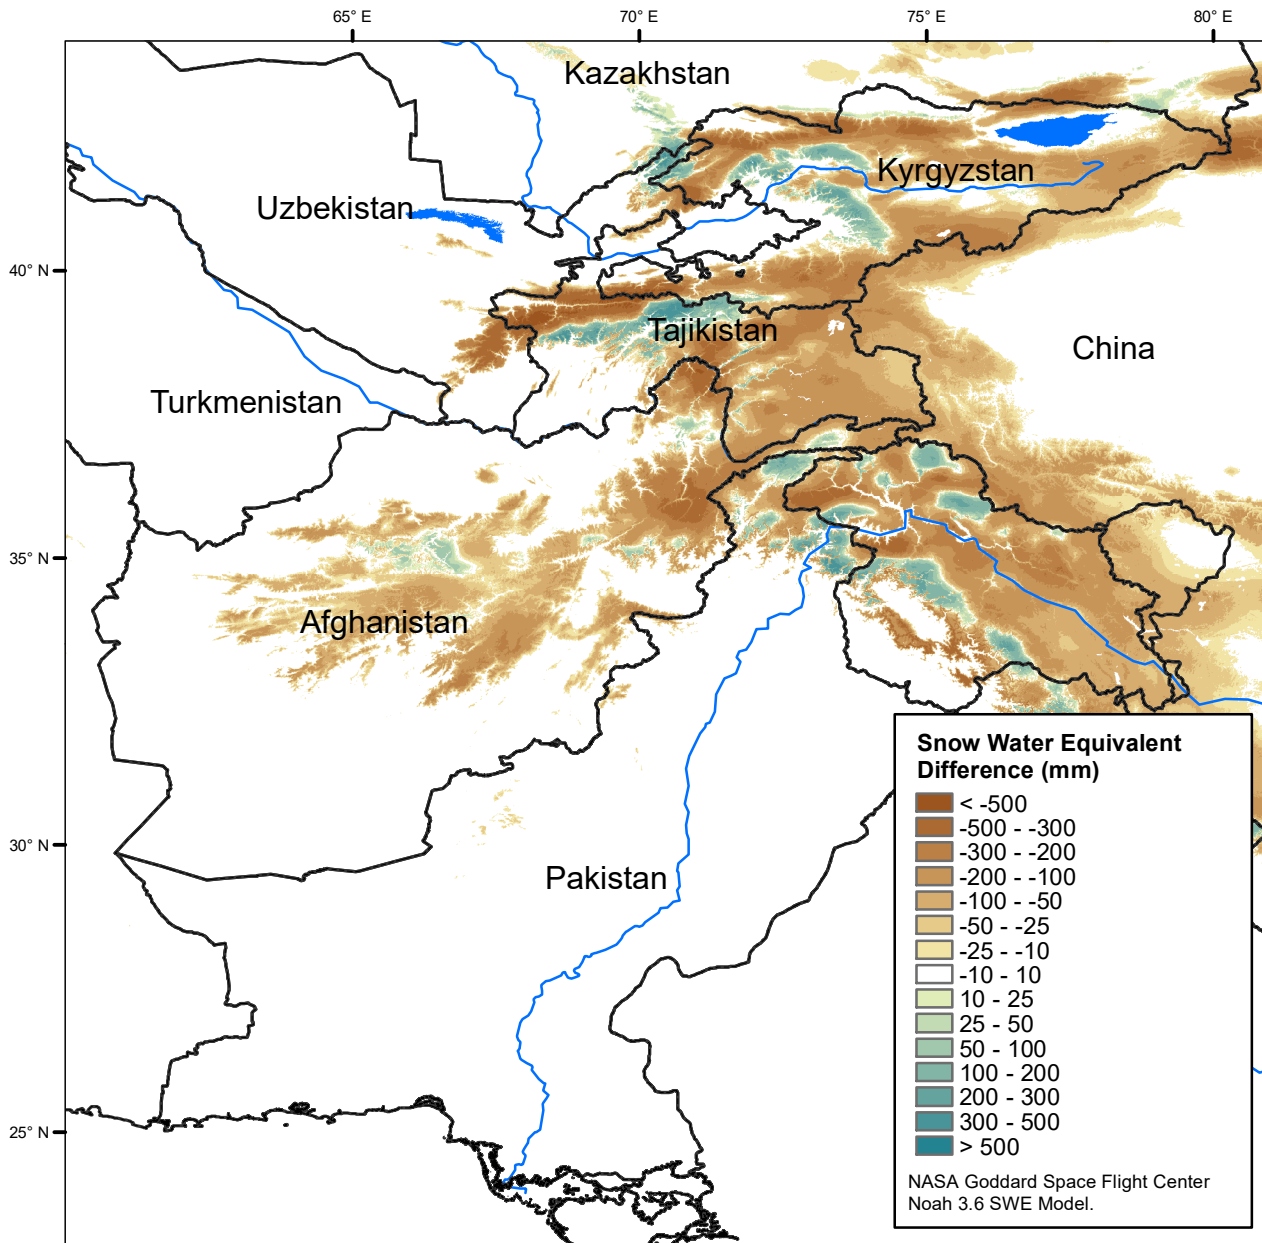 65° E
70° E
75° E
80° E
Kazakhstan
Kyrgyzstan
Uzbekistan
40° N
Tajikistan
China
Turkmenistan
35° N
Afghanistan
30° N
Pakistan
25° N
Snow Water Equivalent
Difference (mm)
< -500
-500 - -300
-300 - -200
-200 - -100
-100 - -50
-50 - -25
-25 - -10
-10 - 10
10 - 25
25 - 50
50 - 100
100 - 200
200 - 300
300 - 500
> 500
NASA Goddard Space Flight Center
Noah 3.6 SWE Model.